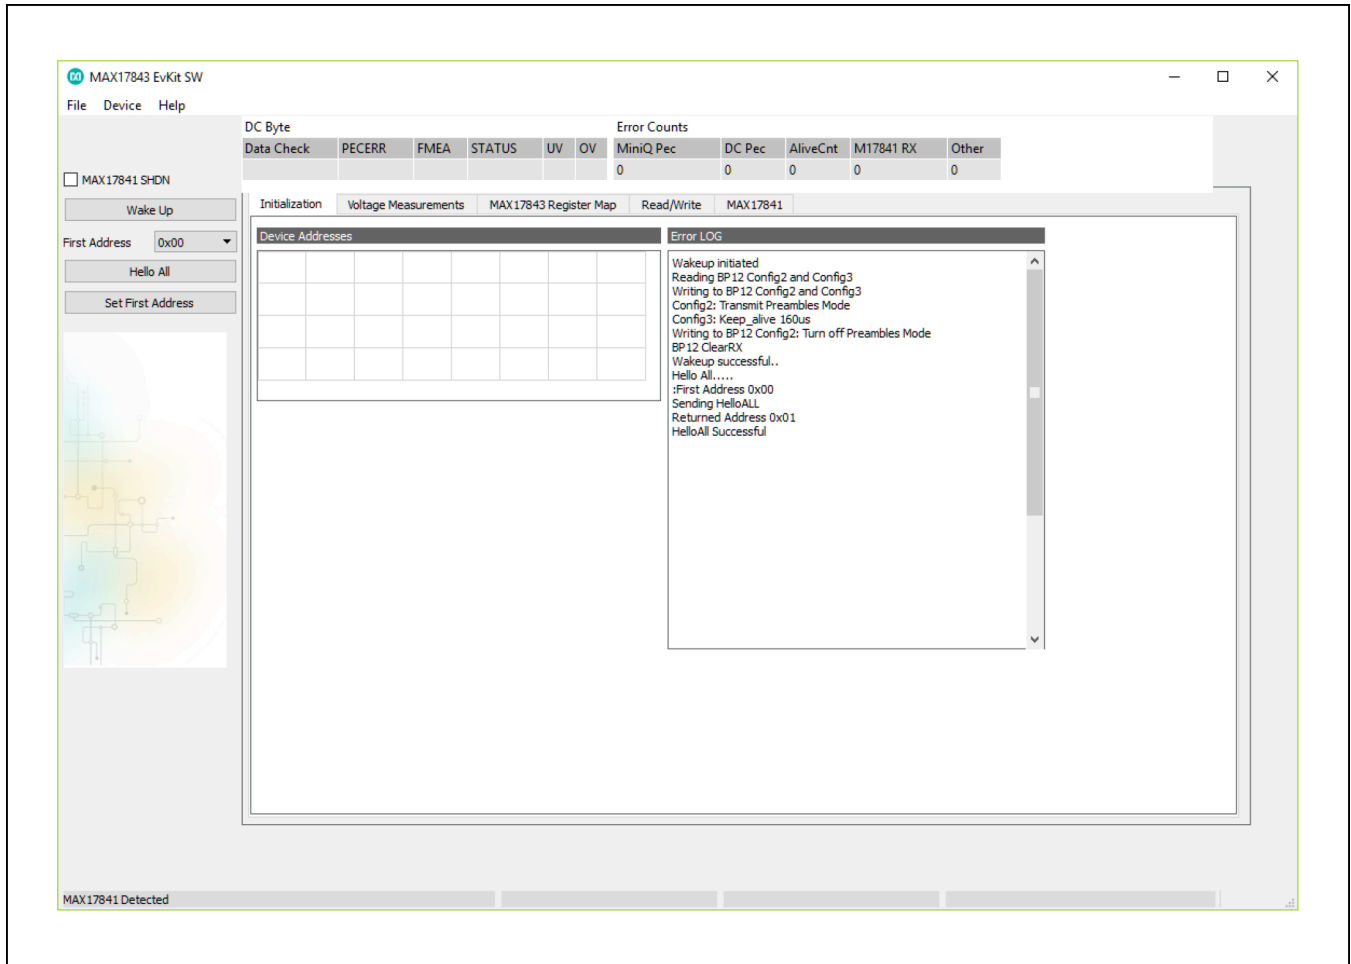 MAX17843 EvKit SW
File Device Help
DC Byte
Data Check PECERR FMEA STATUS UV OV
Error Counts
MiniQ Pec DC Pec AliveCnt M17841 RX Other
0 0 0 0 0
MAX17841 SHDN
Wake Up
First Address 0x00
Hello All
Set First Address
Initialization Voltage Measurements MAX17843 Register Map Read/Write MAX17841
Device Addresses
Error LOG
Wakeup initiated
Reading BP12 Config2 and Config3
Writing to BP12 Config2 and Config3
Config2: Transmit Preambles Mode
Config3: Keep_alive 160us
Writing to BP12 Config2: Turn off Preambles Mode
BP12 ClearRX
Wakeup successful..
Hello All.....
:First Address 0x00
Sending HelloALL
Returned Address 0x01
HelloAll Successful
MAX17841 Detected